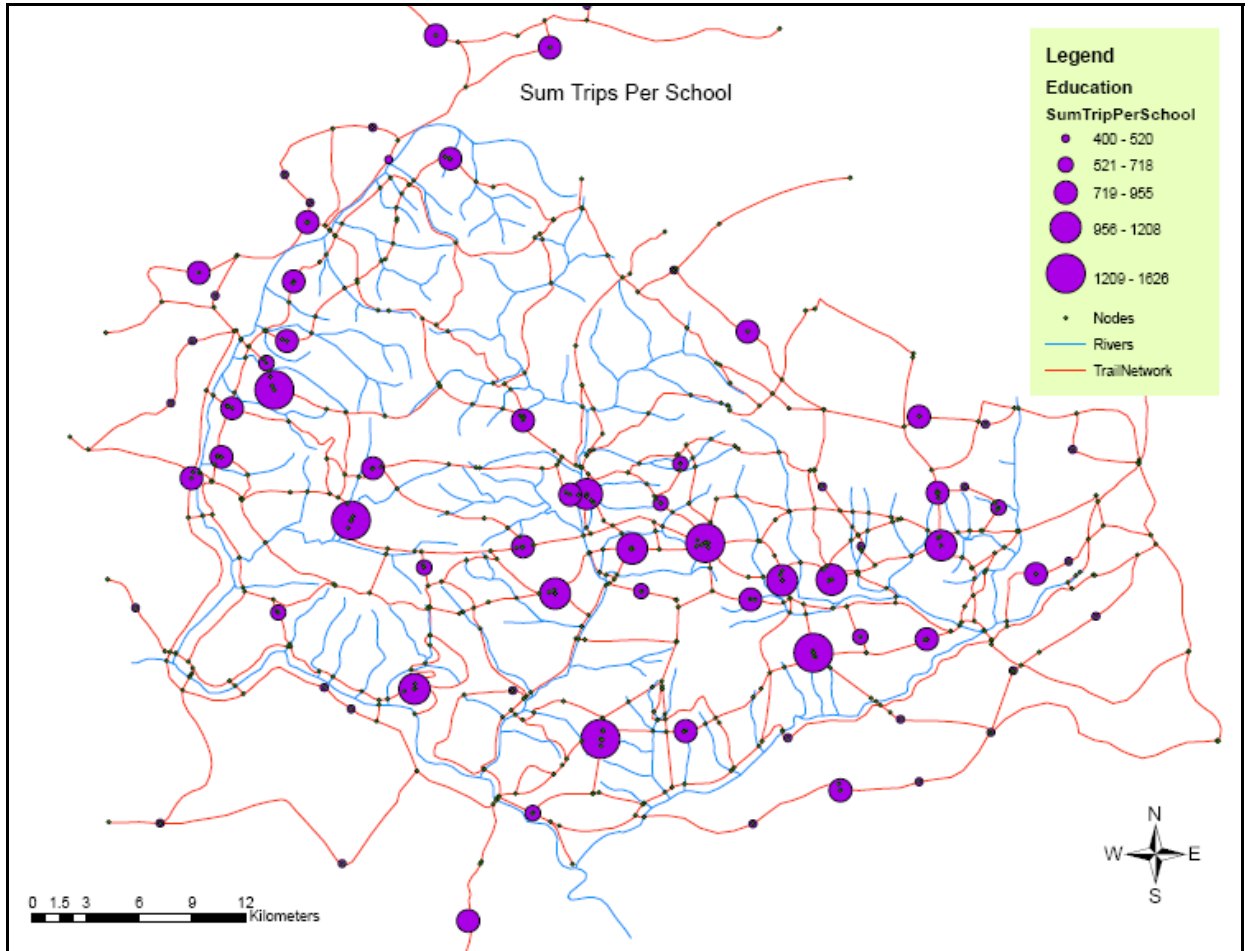 Sum Trips Per School
Legend
Education
SumTripPerSchool
400 - 520
521 - 718
719 - 955
956 - 1208
1209 - 1626
Nodes
Rivers
TrailNetwork
N
W E
S
0 1.5 3 6 9 12
Kilometers